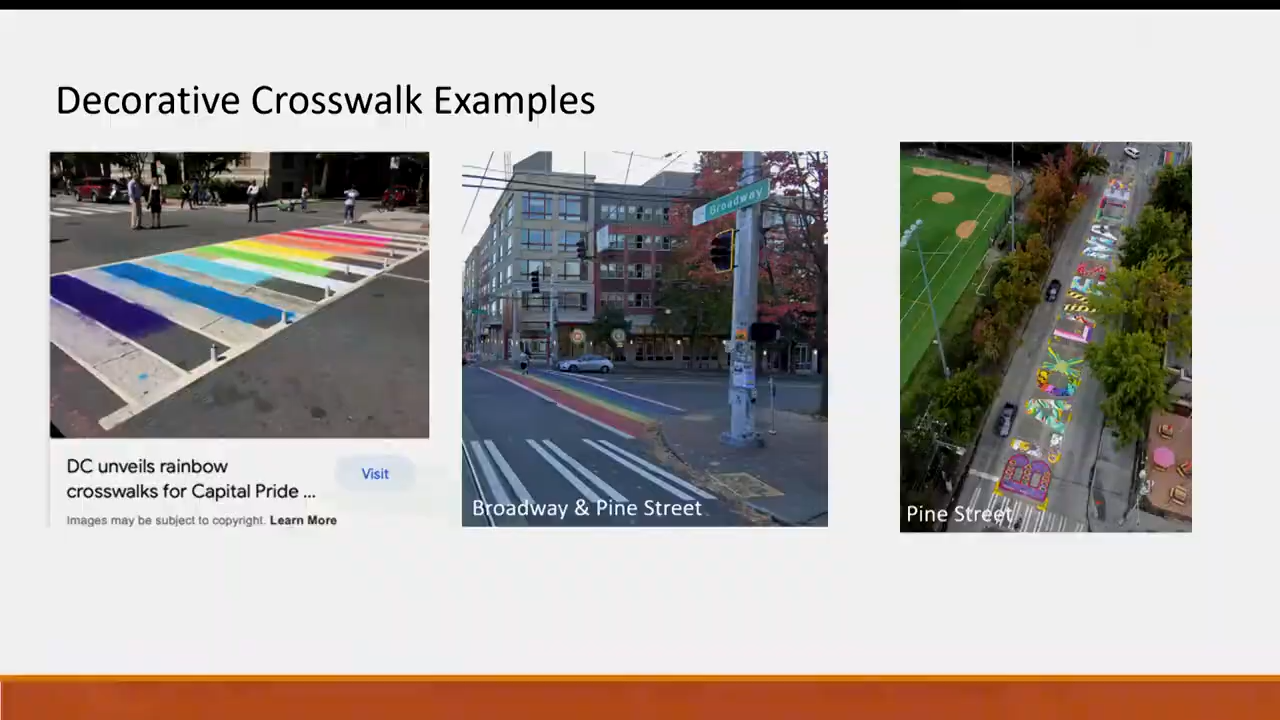 Decorative Crosswalk Examples
DC unveils rainbow
crosswalks for Capital Pride ...
Visit
Images may be subject to copyright. Learn More
Broadway
Broadway & Pine Street
Pine Street